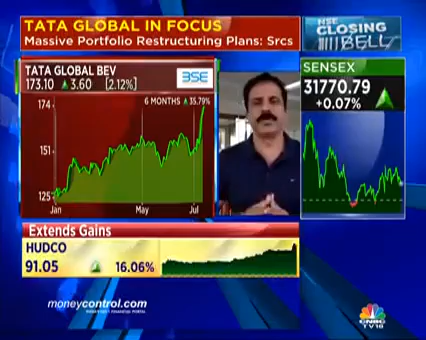 TATA GLOBAL IN FOCUS
Massive Portfolio Restructuring Plans: Srcs
NSE
CLOSING
BELL
TATA GLOBAL BEV
173.10 ▲ 3.60 [2.12%]
BSE
6 MONTHS ▲ 35.79%
174
151
125
Jan May Jul
SENSEX
31770.79
+0.07%
Extends Gains
HUDCO
91.05 ▲ 16.06%
moneycontrol.com
CNBC
TV18